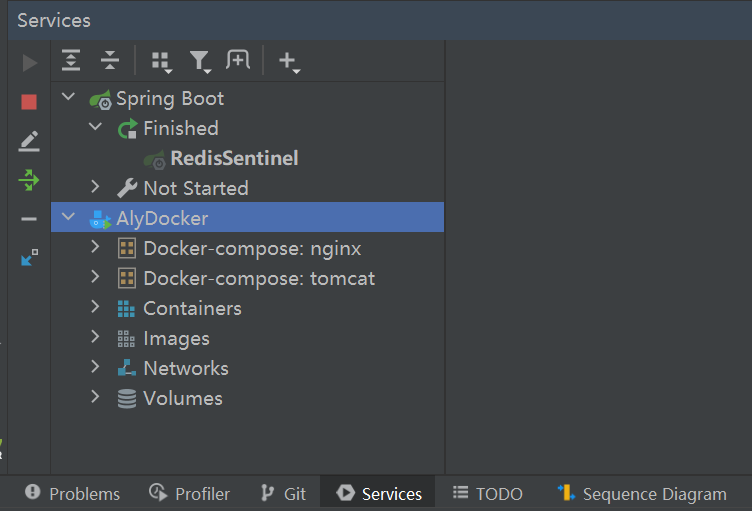 Services
Spring Boot
Finished
RedisSentinel
Not Started
AlyDocker
Docker-compose: nginx
Docker-compose: tomcat
Containers
Images
Networks
Volumes
Problems Profiler Git Services TODO Sequence Diagram